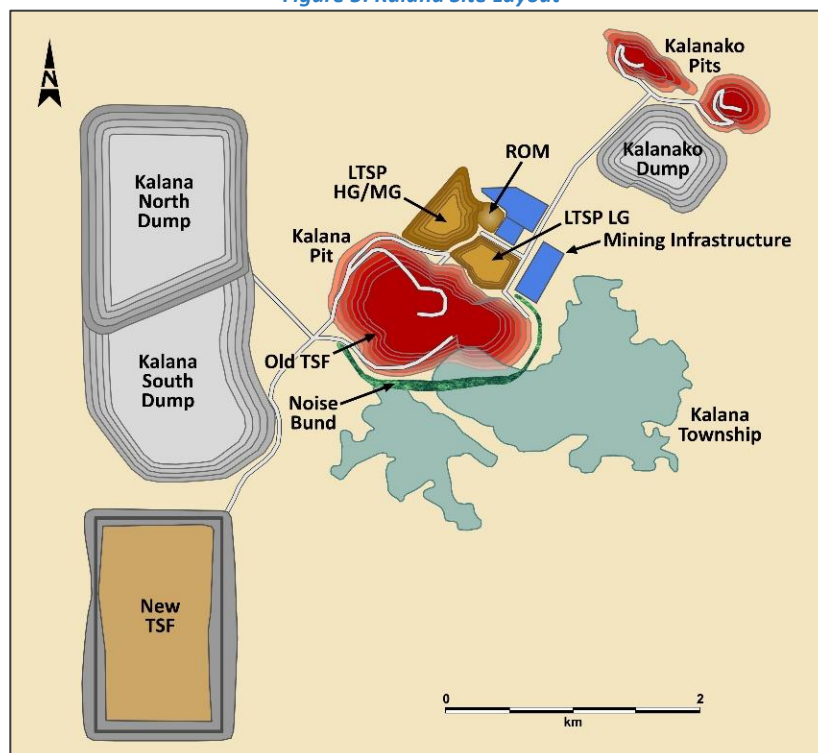 Figure 5: Kalana Site Layout
N
Kalanako
Pits
Kalana
North
Dump
LTSP
HG/MG
ROM
Kalanako
Dump
LTSP LG
Mining Infrastructure
Kalana
Pit
Kalana
South
Dump
Old TSF
Noise
Bund
Kalana
Township
New
TSF
0
2
km